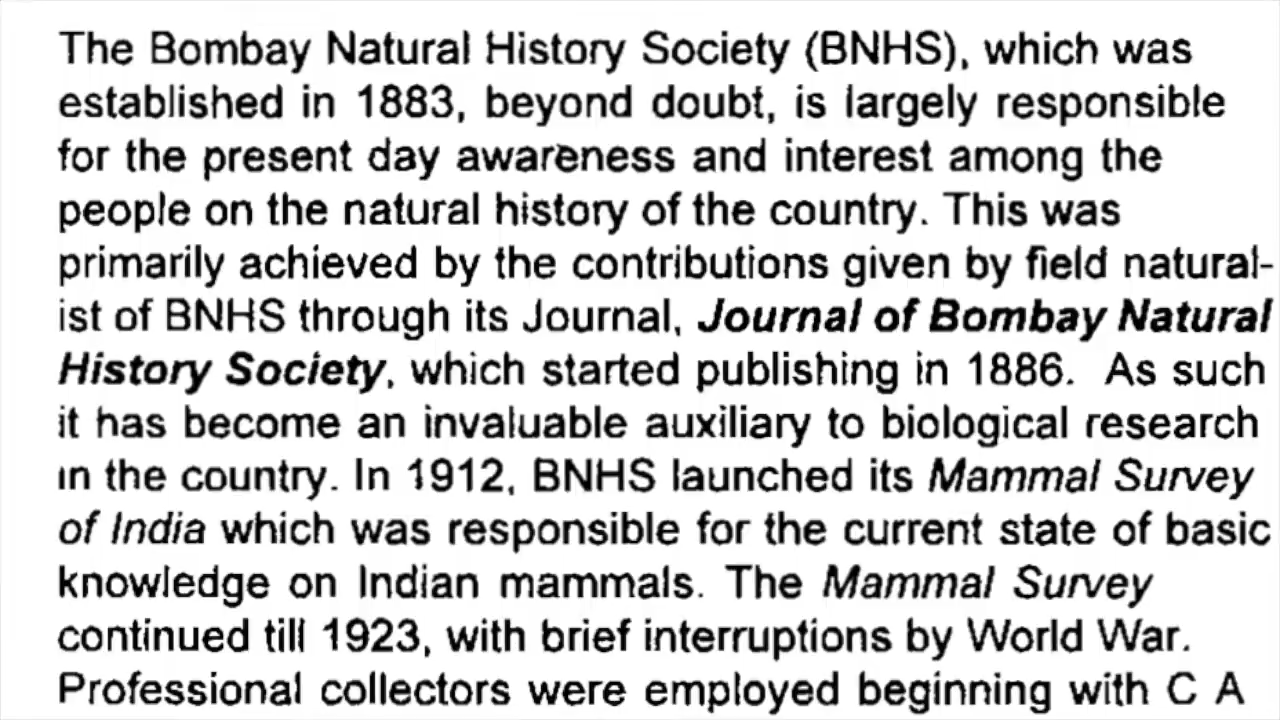 The Bombay Natural History Society (BNHS), which was
established in 1883, beyond doubt, is largely responsible
for the present day awareness and interest among the
people on the natural history of the country. This was
primarily achieved by the contributions given by field natural-
ist of BNHS through its Journal, Journal of Bombay Natural
History Society, which started publishing in 1886. As such
it has become an invaluable auxiliary to biological research
in the country. In 1912, BNHS launched its Mammal Survey
of India which was responsible for the current state of basic
knowledge on Indian mammals. The Mammal Survey
continued till 1923, with brief interruptions by World War.
Professional collectors were employed beginning with C A